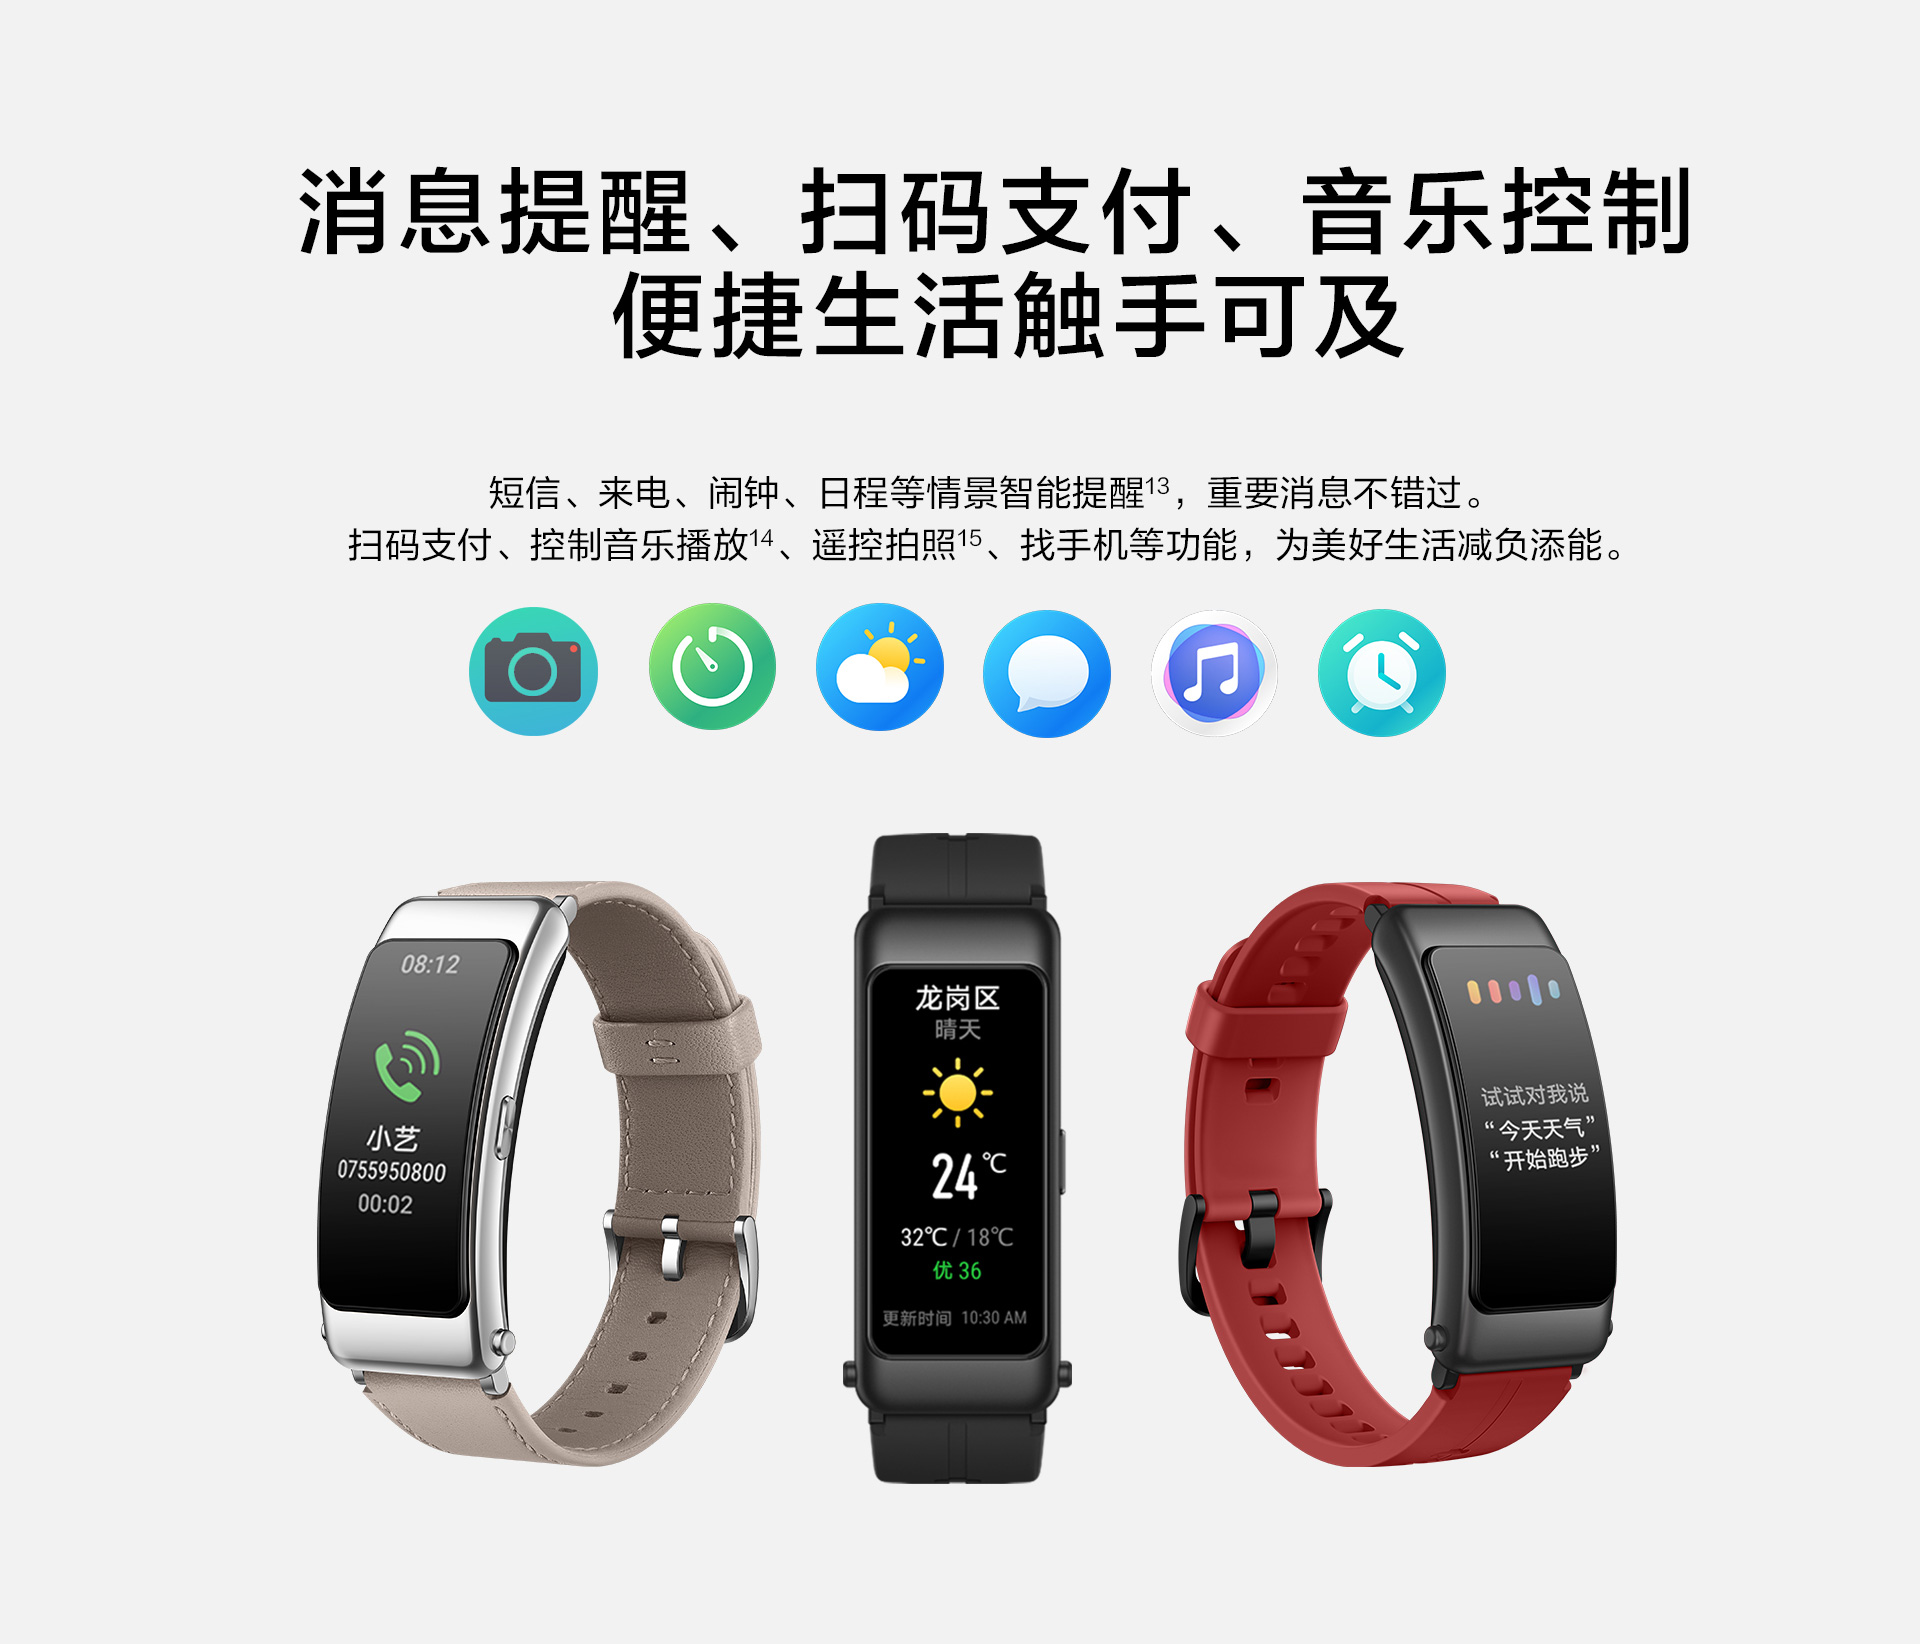 消息提醒、扫码支付、音乐控制
便捷生活触手可及
短信、来电、闹钟、日程等情景智能提醒13，重要消息不错过。
扫码支付、控制音乐播放14、遥控拍照15、找手机等功能，为美好生活减负添能。
08:12
小艺
0755950800
00:02
龙岗区
晴天
24℃
32℃ / 18℃
优 36
更新时间 10:30 AM
试试对我说
“今天天气”
“开始跑步”